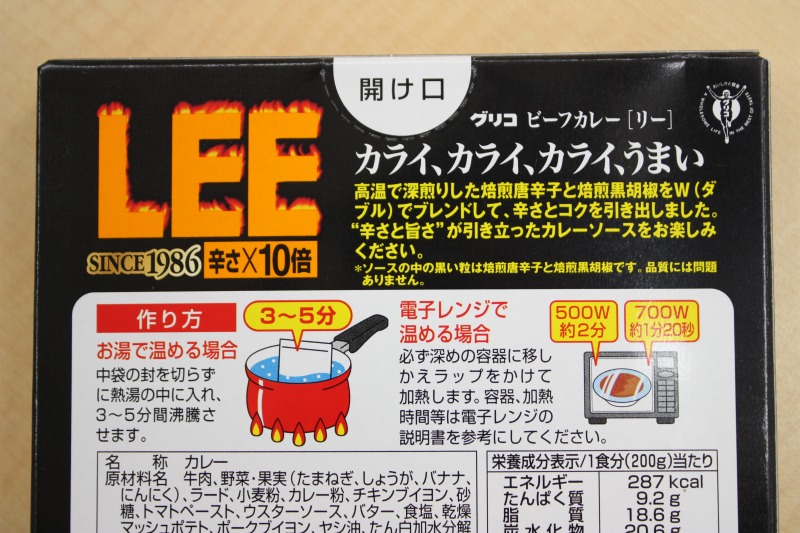 開け口
LEE
SINCE1986 辛さ×10倍
グリコ ビーフカレー[リー]
カライ、カライ、カライ、うまい
高温で深煎りした焙煎唐辛子と焙煎黒胡椒をW(ダ
ブル)でブレンドして、辛さとコクを引き出しました。
“辛さと旨さ”が引き立ったカレーソースをお楽しみ
ください。
*ソースの中の黒い粒は焙煎唐辛子と焙煎黒胡椒です。品質には問題
ありません。
グリコ
作り方
お湯で温める場合
3〜5分
中袋の封を切らず
に熱湯の中に入れ、
3〜5分間沸騰さ
せます。
電子レンジで
温める場合
500W
約2分
700W
約1分20秒
必ず深めの容器に移し
かえラップをかけて
加熱します。容器、加熱
時間等は電子レンジの
説明書を参考にしてください。
名 称 カレー
原材料名 牛肉、野菜・果実(たまねぎ、しょうが、バナナ、
にんにく)、ラード、小麦粉、カレー粉、チキンブイヨン、砂
糖、トマトペースト、ウスターソース、バター、食塩、乾燥
マッシュポテト、ポークブイヨン、ヤシ油、たん白加水分解
栄養成分表示/1食分(200g)当たり
エネルギー 287kcal
たんぱく質 9.2g
脂質 18.6g
炭水化物 20.6g